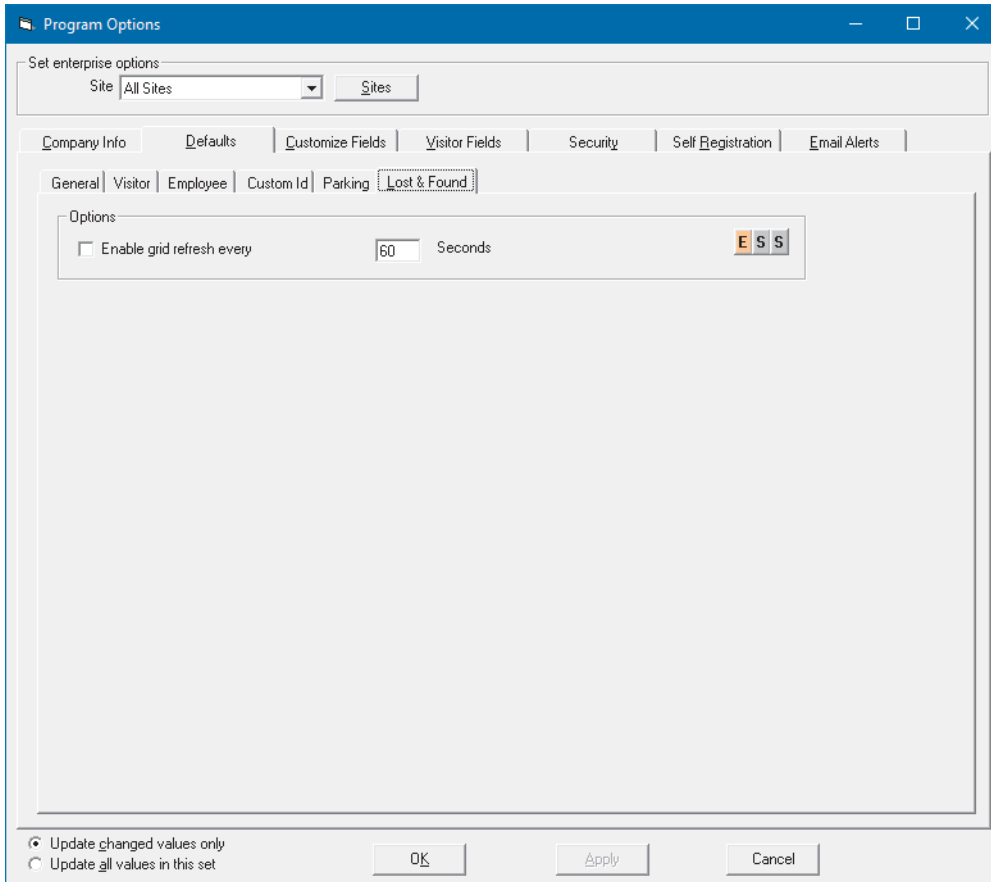 Program Options
Set enterprise options
Site All Sites Sites
Company Info Defaults Customize Fields Visitor Fields Security Self Registration Email Alerts
General Visitor Employee Custom Id Parking Lost & Found
Options
Enable grid refresh every 60 Seconds E S S
Update changed values only
Update all values in this set
OK Apply Cancel